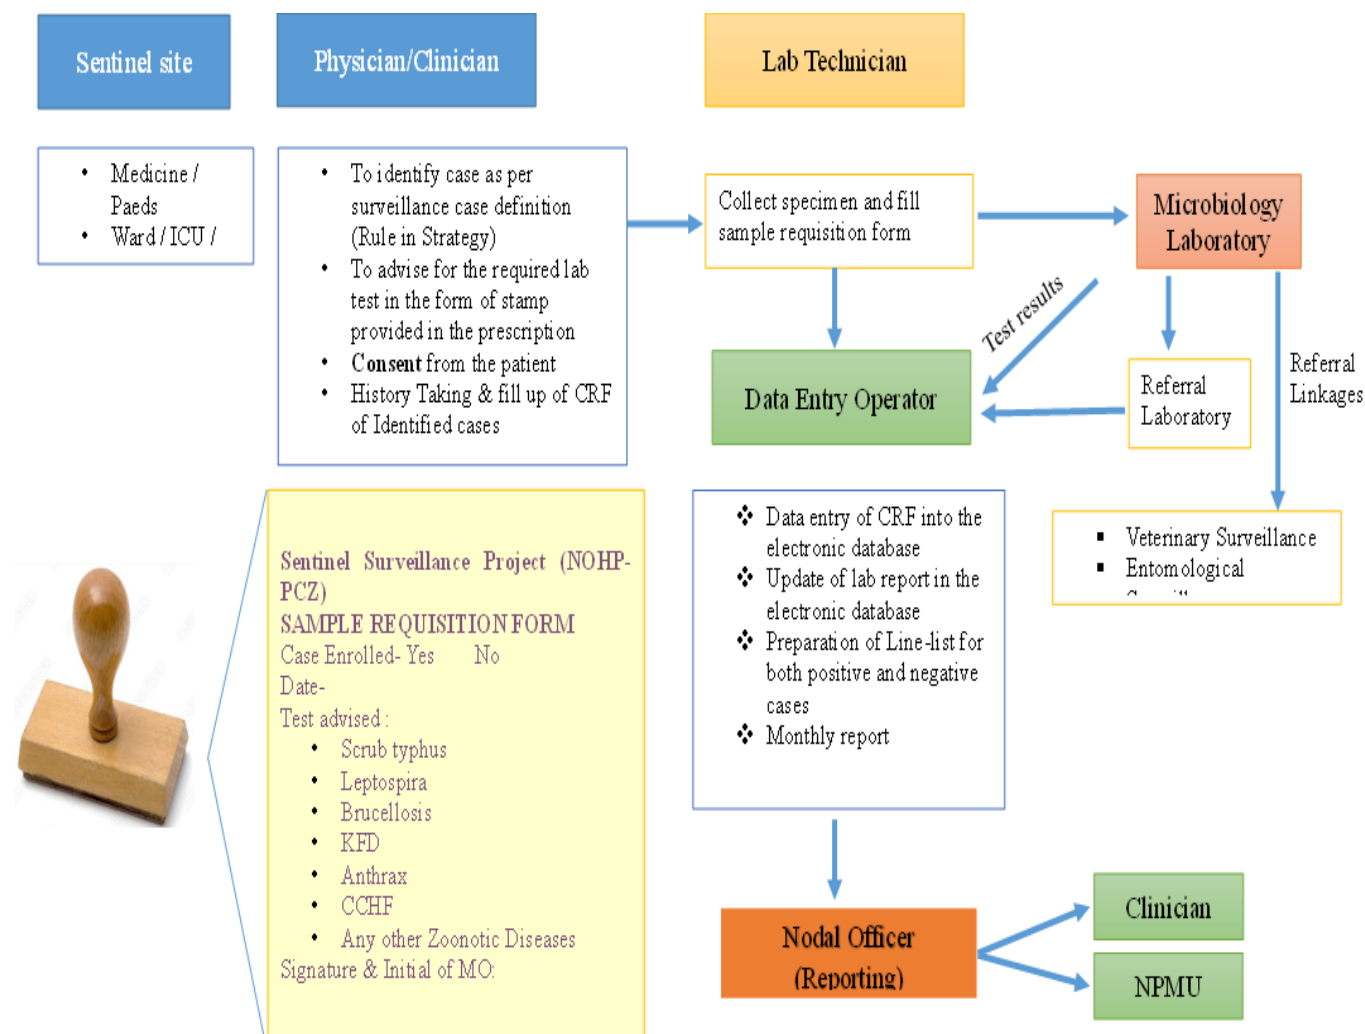 Sentinel site
Physician/Clinician
Lab Technician
• Medicine /
Paeds
• Ward / ICU /
• To identify case as per
surveillance case definition
(Rule in Strategy)
• To advise for the required lab
test in the form of stamp
provided in the prescription
• Consent from the patient
• History Taking & fill up of CRF
of Identified cases
Collect specimen and fill
sample requisition form
Microbiology
Laboratory
Test results
Data Entry Operator
Referral
Laboratory
Referral
Linkages
▪ Veterinary Surveillance
▪ Entomological
❖ Data entry of CRF into the
electronic database
❖ Update of lab report in the
electronic database
❖ Preparation of Line-list for
both positive and negative
cases
❖ Monthly report
Sentinel Surveillance Project (NOHP-
PCZ)
SAMPLE REQUISITION FORM
Case Enrolled- Yes No
Date-
Test advised :
• Scrub typhus
• Leptospira
• Brucellosis
• KFD
• Anthrax
• CCHF
• Any other Zoonotic Diseases
Signature & Initial of MO:
Nodal Officer
(Reporting)
Clinician
NPMU